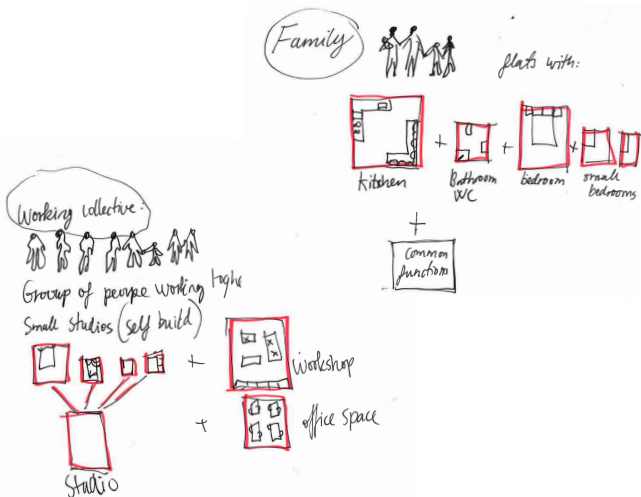 Family
flats with:
kitchen
Bathroom
WC
bedroom
small
bedrooms
common
functions
Working collective:
Group of people working
Small studios (self build)
workshop
office space
Studio